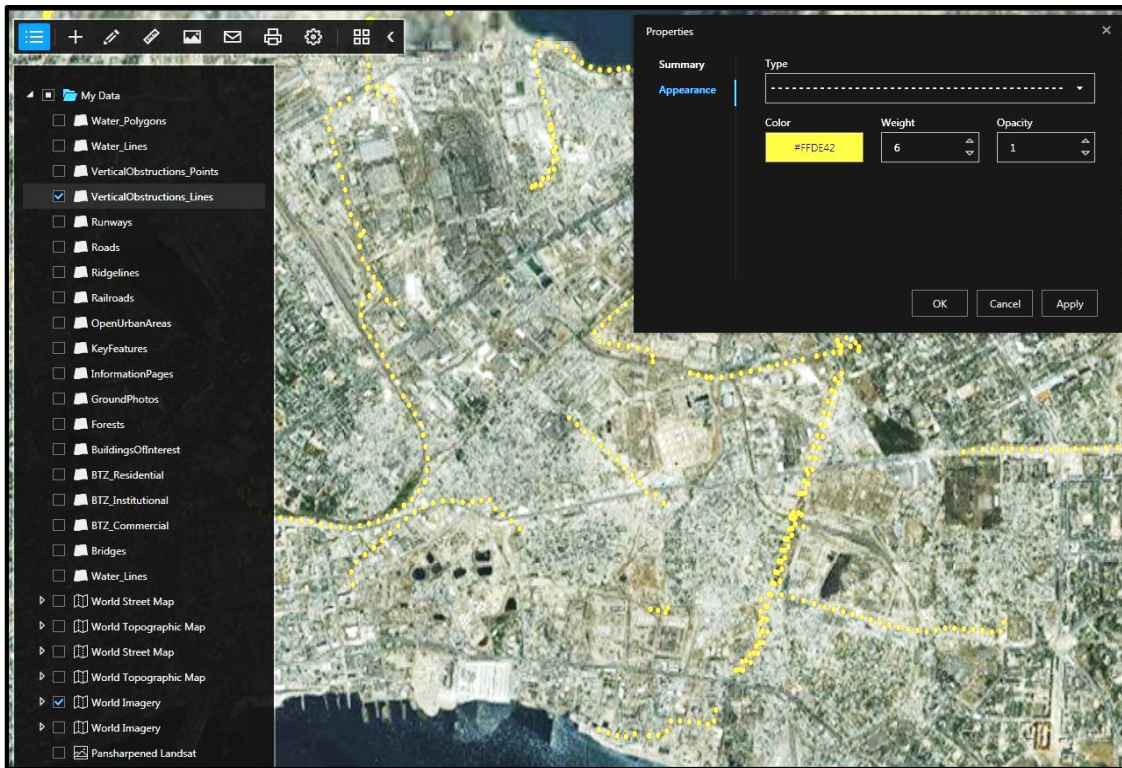 My Data
Water_Polygons
Water_Lines
VerticalObstructions_Points
VerticalObstructions_Lines
Runways
Roads
Ridgelines
Railroads
OpenUrbanAreas
KeyFeatures
InformationPages
GroundPhotos
Forests
BuildingsOfInterest
BTZ_Residential
BTZ_Institutional
BTZ_Commercial
Bridges
Water_Lines
World Street Map
World Topographic Map
World Street Map
World Topographic Map
World Imagery
World Imagery
Pansharpened Landsat
Properties
Summary
Appearance
Type
Color Weight Opacity
#FFDE42 6 1
OK Cancel Apply